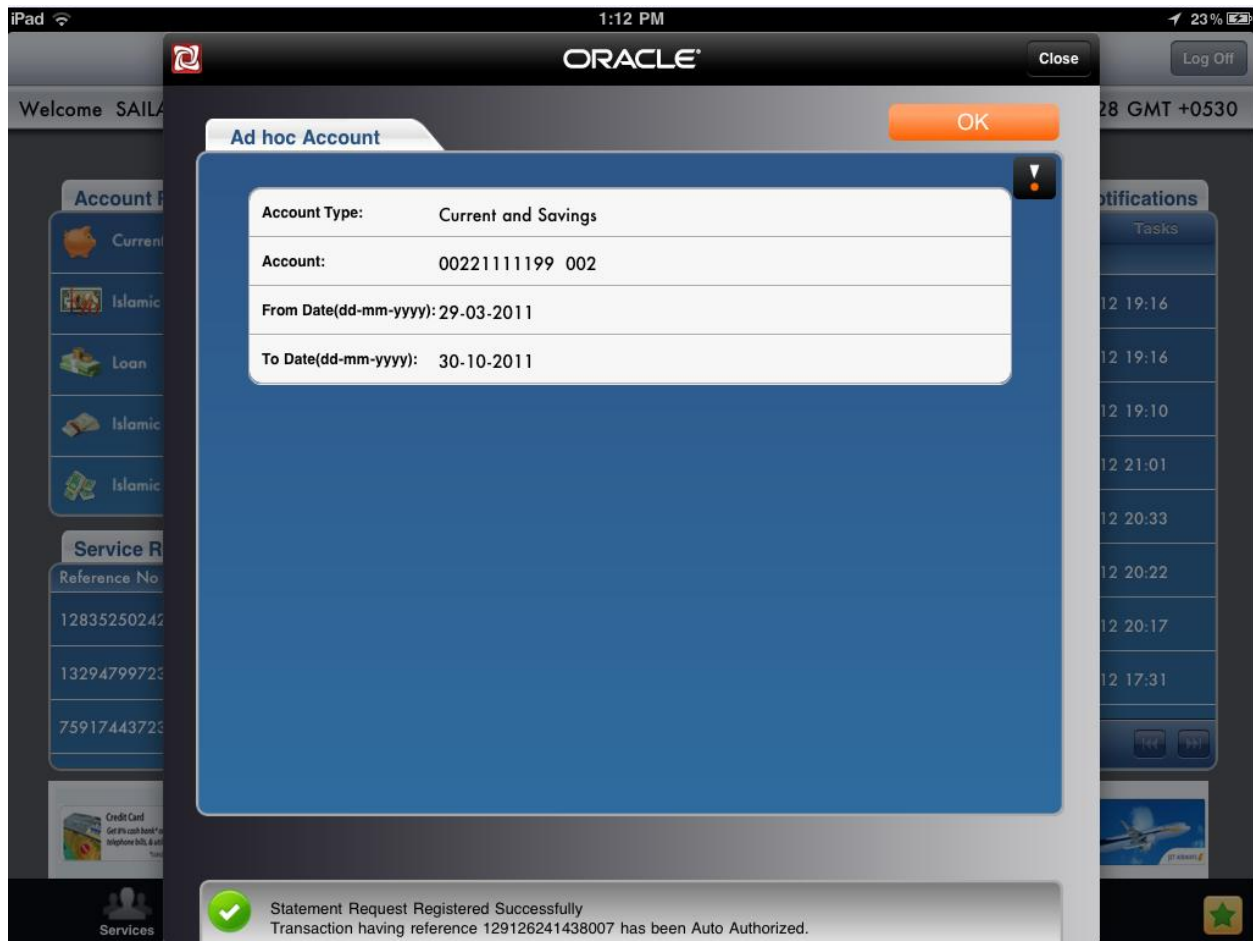 iPad 1:12 PM 23%
ORACLE
Close
Log Off
Welcome SAILA
28 GMT +0530
Ad hoc Account
OK
Account Type: Current and Savings
Account: 00221111199 002
From Date(dd-mm-yyyy): 29-03-2011
To Date(dd-mm-yyyy): 30-10-2011
Account
Current
Islamic
Loan
Islamic
Islamic
Service R
Reference No
12835250242
13294799723
75917443723
Credit Card
otifications
Tasks
12 19:16
12 19:16
12 19:10
12 21:01
12 20:33
12 20:22
12 20:17
12 17:31
Statement Request Registered Successfully
Transaction having reference 129126241438007 has been Auto Authorized.
Services